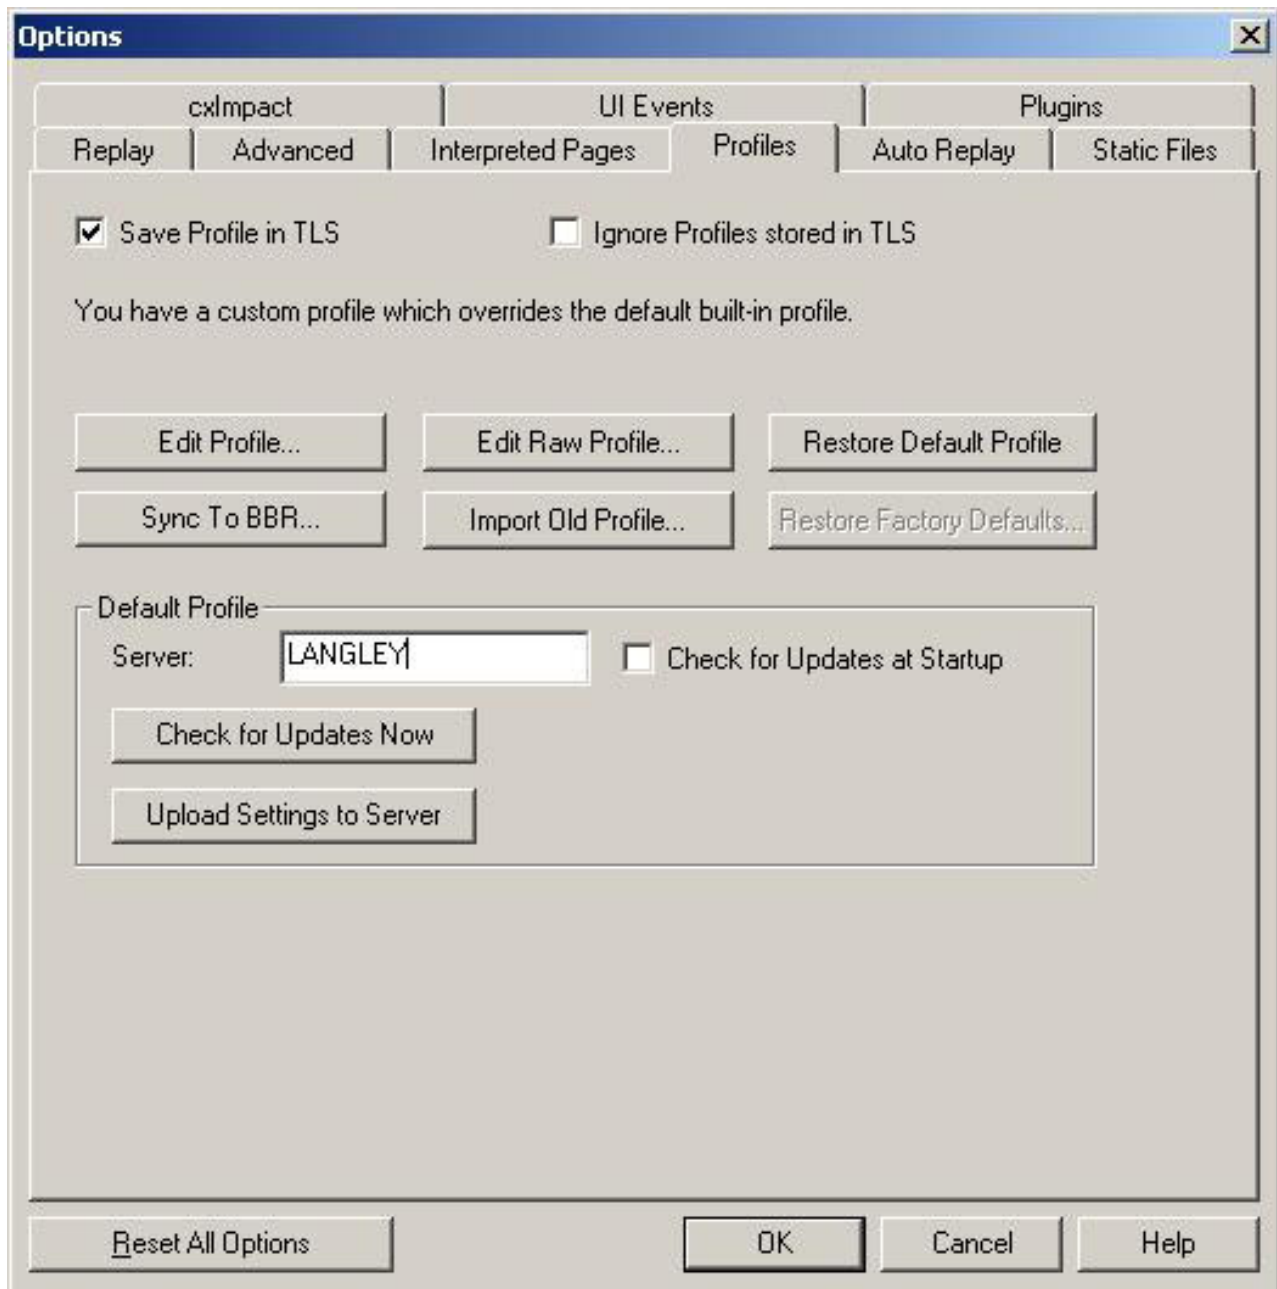 Options
cxImpact UI Events Plugins
Replay Advanced Interpreted Pages Profiles Auto Replay Static Files
Save Profile in TLS Ignore Profiles stored in TLS
You have a custom profile which overrides the default built-in profile.
Edit Profile... Edit Raw Profile... Restore Default Profile
Sync To BBR... Import Old Profile... Restore Factory Defaults...
Default Profile
Server: LANGLEY Check for Updates at Startup
Check for Updates Now
Upload Settings to Server
Reset All Options OK Cancel Help